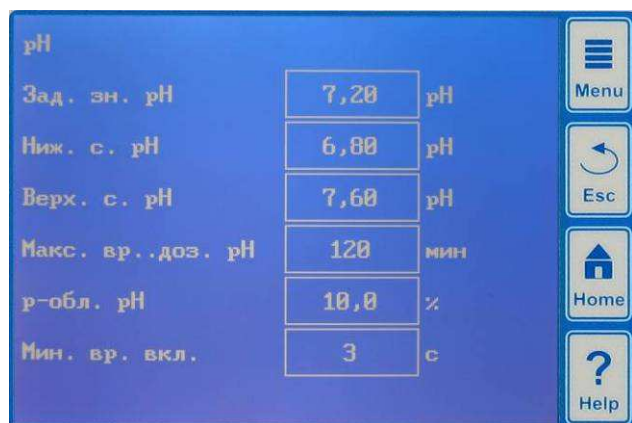 pH
Зад. зн. pH 7,20 pH
Ниж. с. pH 6,80 pH
Верх. с. pH 7,60 pH
Макс. вр..доз. pH 120 мин
p-обл. pH 10,0 %
Мин. вр. вкл. 3 с
Menu
Esc
Home
?
Help